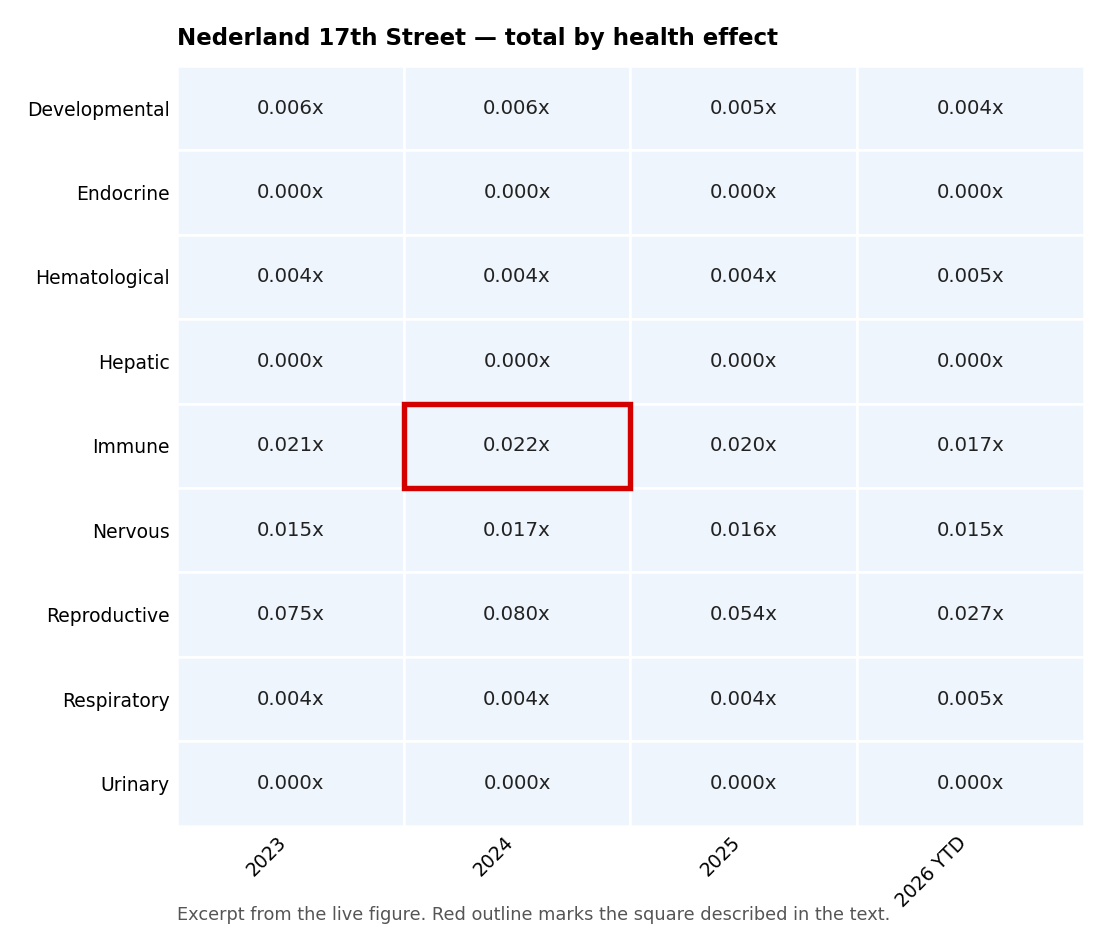 Nederland 17th Street — total by health effect
Developmental 0.006x 0.006x 0.005x 0.004x
Endocrine 0.000x 0.000x 0.000x 0.000x
Hematological 0.004x 0.004x 0.004x 0.005x
Hepatic 0.000x 0.000x 0.000x 0.000x
Immune 0.021x 0.022x 0.020x 0.017x
Nervous 0.015x 0.017x 0.016x 0.015x
Reproductive 0.075x 0.080x 0.054x 0.027x
Respiratory 0.004x 0.004x 0.004x 0.005x
Urinary 0.000x 0.000x 0.000x 0.000x
2023 2024 2025 2026 YTD
Excerpt from the live figure. Red outline marks the square described in the text.